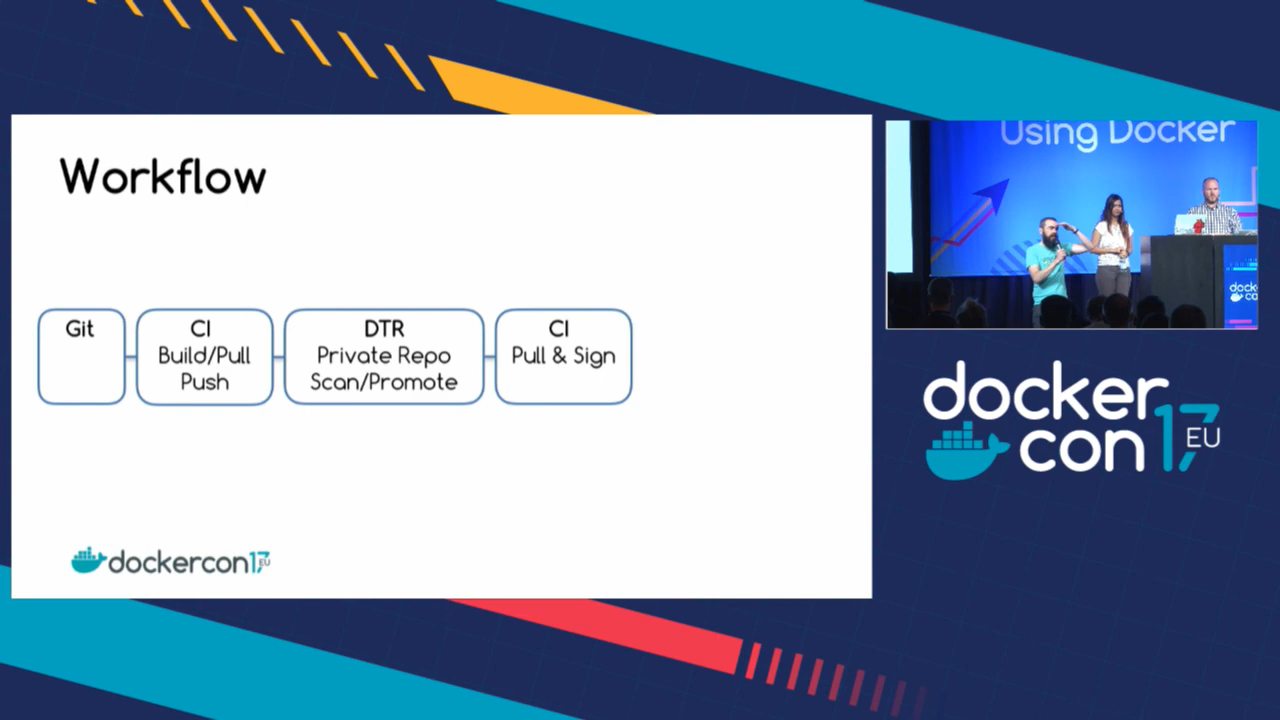 Workflow
Git
CI
Build/Pull
Push
DTR
Private Repo
Scan/Promote
CI
Pull & Sign
dockercon17
EU
Using Docker
docker
con 17
EU